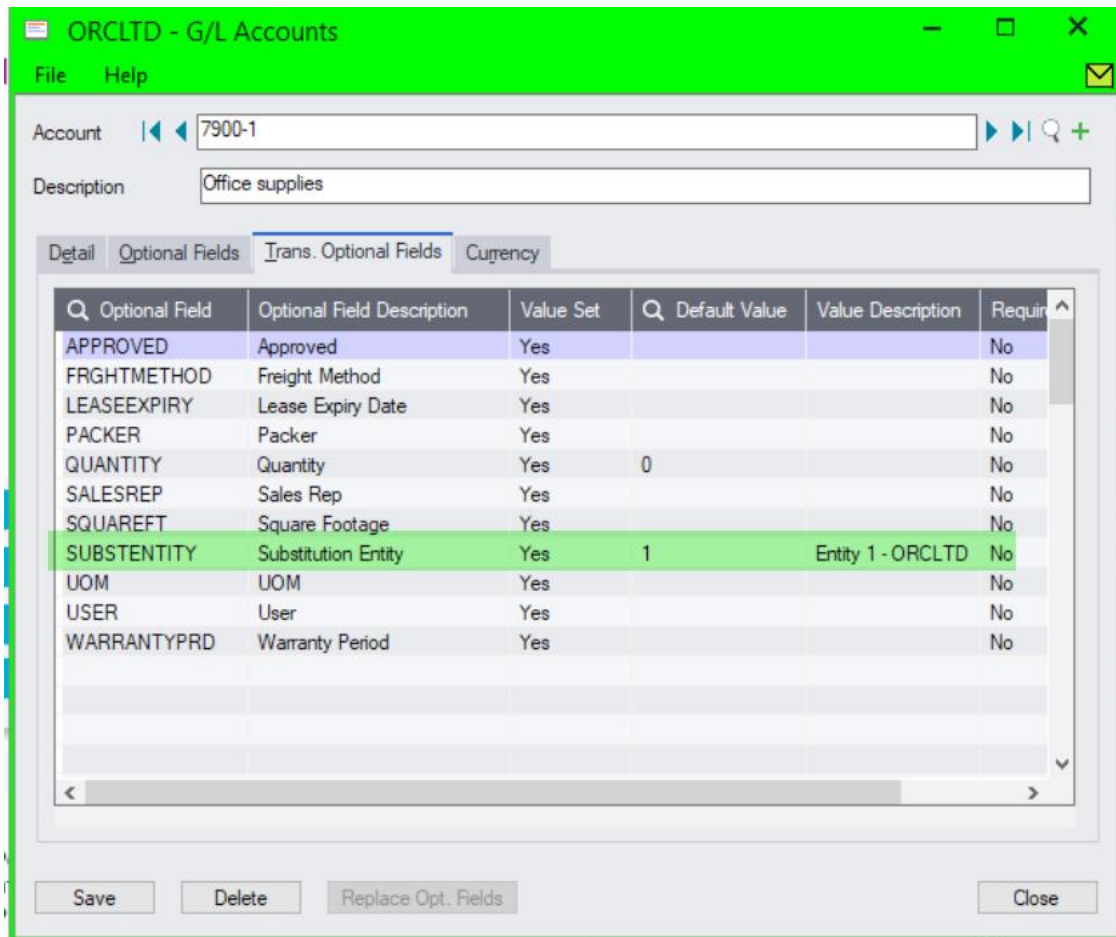 ORCLTD - G/L Accounts
File Help
Account 7900-1
Description Office supplies
Detail Optional Fields Trans. Optional Fields Currency
Optional Field Optional Field Description Value Set Default Value Value Description Requir
APPROVED Approved Yes No
FRGHTMETHOD Freight Method Yes No
LEASEEXPIRY Lease Expiry Date Yes No
PACKER Packer Yes No
QUANTITY Quantity Yes 0 No
SALESREP Sales Rep Yes No
SQUAREFT Square Footage Yes No
SUBSTENTITY Substitution Entity Yes 1 Entity 1 - ORCLTD No
UOM UOM Yes No
USER User Yes No
WARRANTYPRD Warranty Period Yes No
Save Delete Replace Opt. Fields Close